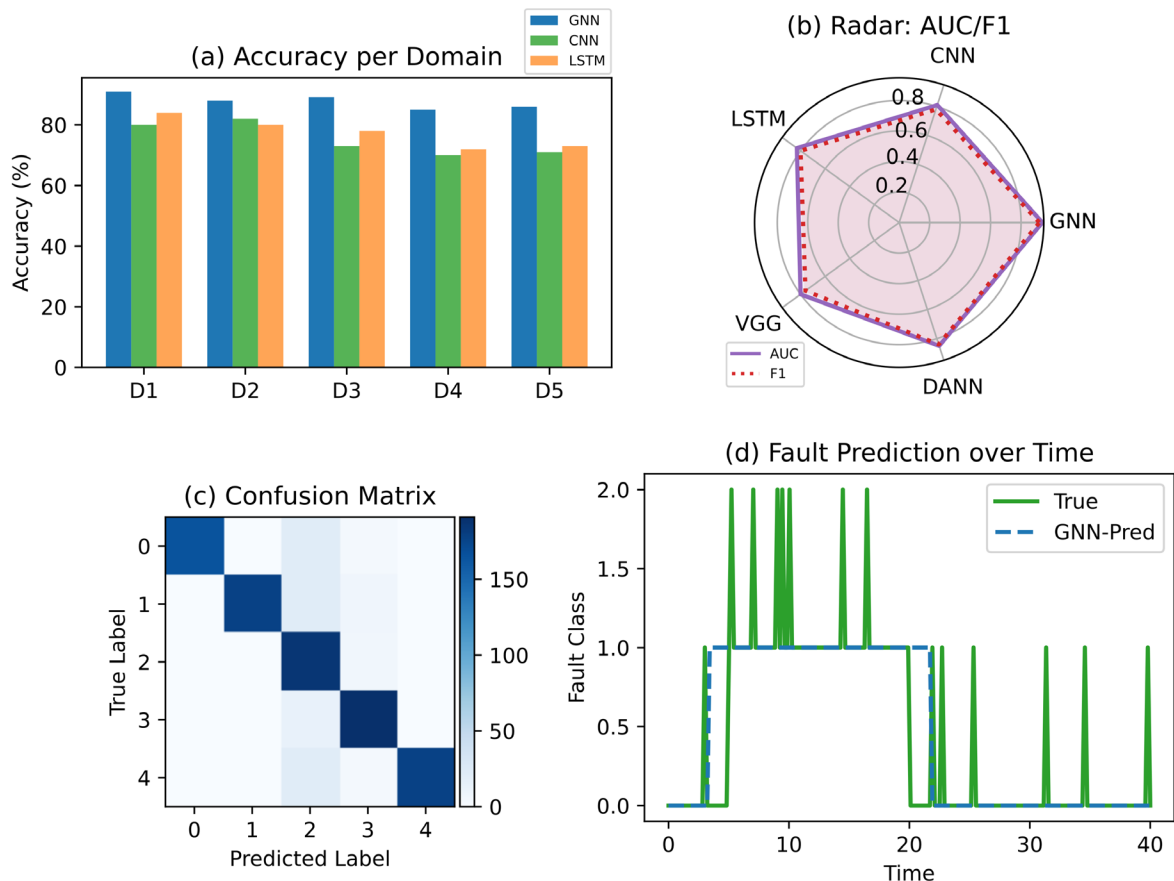 (a) Accuracy per Domain
GNN
CNN
LSTM
Accuracy (%)
80
60
40
20
0
D1 D2 D3 D4 D5
(b) Radar: AUC/F1
CNN
LSTM
GNN
VGG
DANN
0.8
0.6
0.4
0.2
AUC
F1
(c) Confusion Matrix
True Label
0
1
2
3
4
0 1 2 3 4
Predicted Label
150
100
50
0
(d) Fault Prediction over Time
True
GNN-Pred
Fault Class
2.0
1.5
1.0
0.5
0.0
0 10 20 30 40
Time